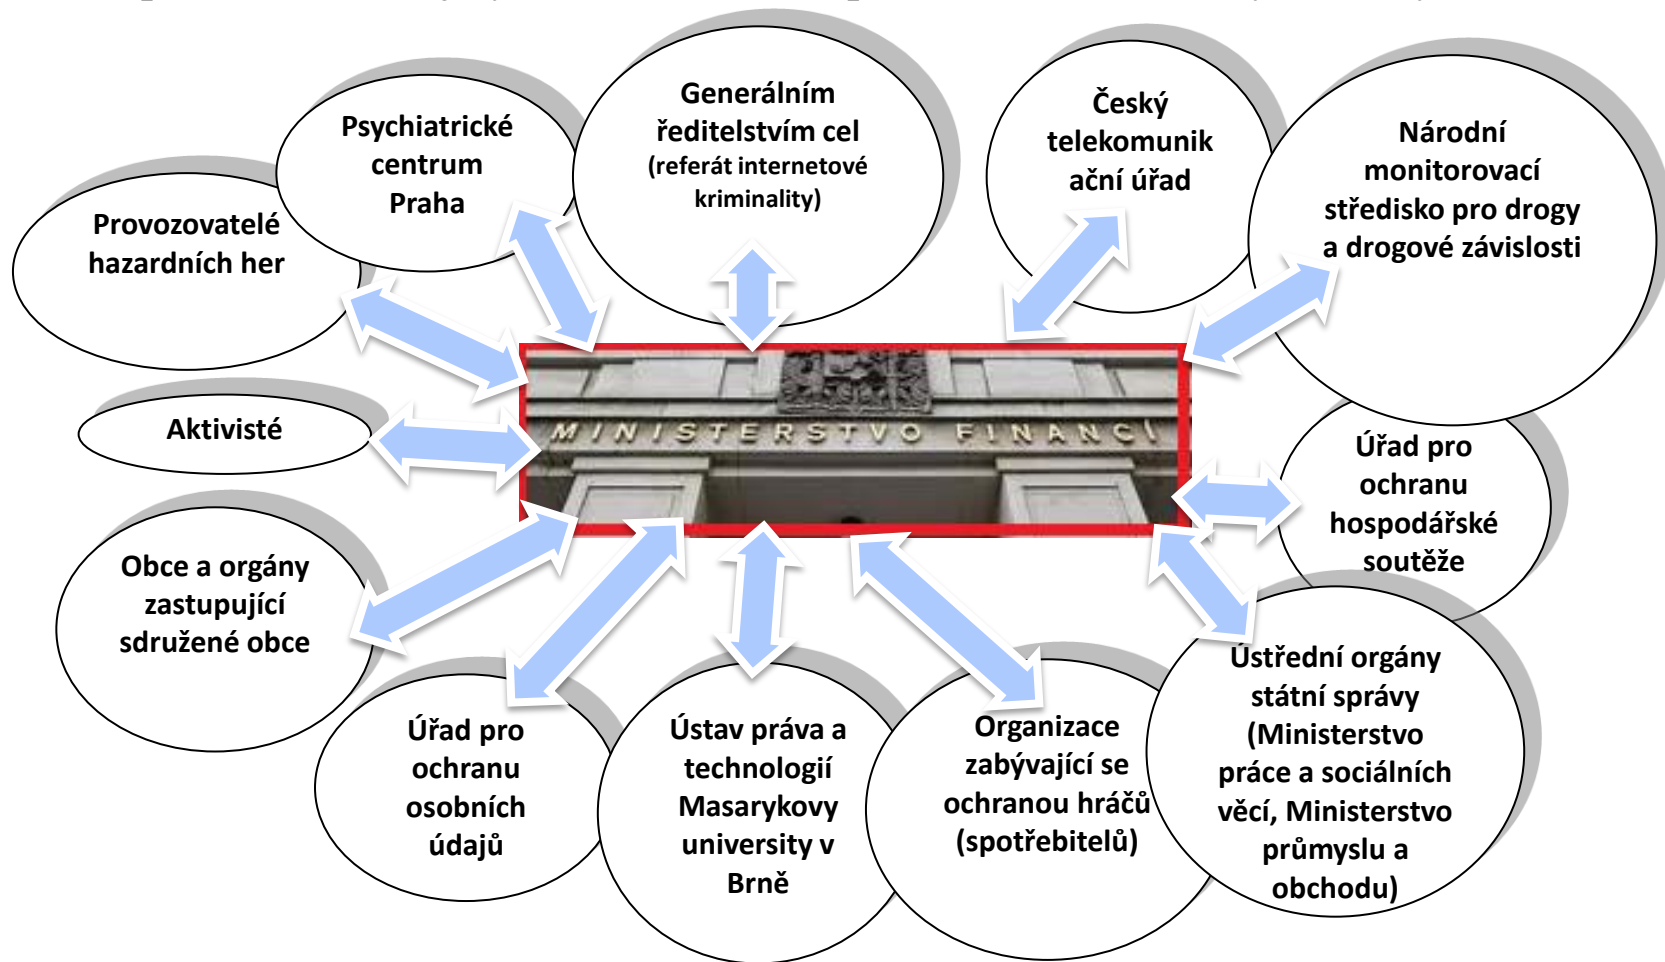 Psychiatrické
centrum
Praha
Generálním
ředitelstvím cel
(referát internetové
kriminality)
Český
telekomunik
ační úřad
Národní
monitorovací
středisko pro drogy
a drogové závislosti
Provozovatelé
hazardních her
Aktivisté
MINISTERSTVO FINANCÍ
Úřad pro
ochranu
hospodářské
soutěže
Obce a orgány
zastupující
sdružené obce
Úřad pro
ochranu
osobních
údajů
Ústav práva a
technologií
Masarykovy
university v
Brně
Organizace
zabývající se
ochranou hráčů
(spotřebitelů)
Ústřední orgány
státní správy
(Ministerstvo
práce a sociálních
věcí, Ministerstvo
průmyslu a
obchodu)